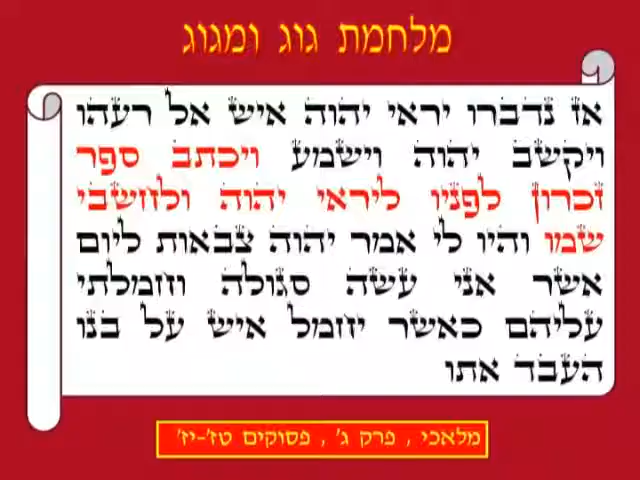 מלחמת גוג ומגוג
אז נדברו יראי יהוה איש אל רעהו
ויקשב יהוה וישמע ויכתב ספר
זכרון לפניו ליראי יהוה ולחשבי
שמו והיו לי אמר יהוה צבאות ליום
אשר אני עשה סגולה וחמלתי
עליהם כאשר יחמל איש על בנו
העבד אתו
מלאכי , פרק ג' , פסוקים טז'-יז'